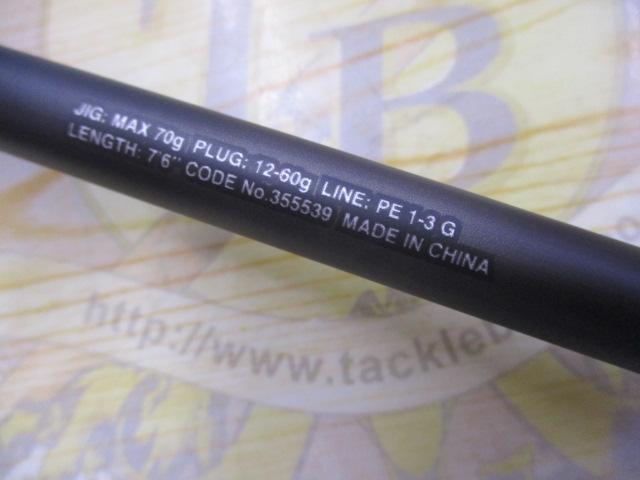 TB
JIG: MAX 70g | PLUG: 12-60g | LINE: PE 1-3 G
LENGTH: 7'6" CODE No.355539 | MADE IN CHINA
http://www.tackleb